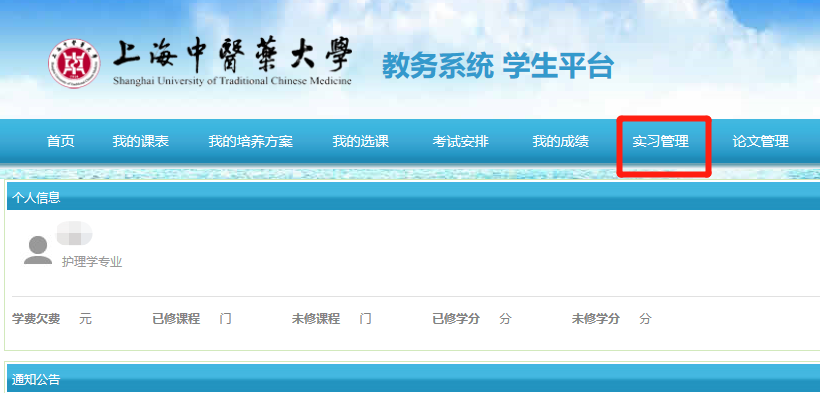 上海中醫藥大學
Shanghai University of Traditional Chinese Medicine
教务系统 学生平台
首页 我的课表 我的培养方案 我的选课 考试安排 我的成绩 实习管理 论文管理
个人信息
护理学专业
学费欠费 元 已修课程 门 未修课程 门 已修学分 分 未修学分 分
通知公告